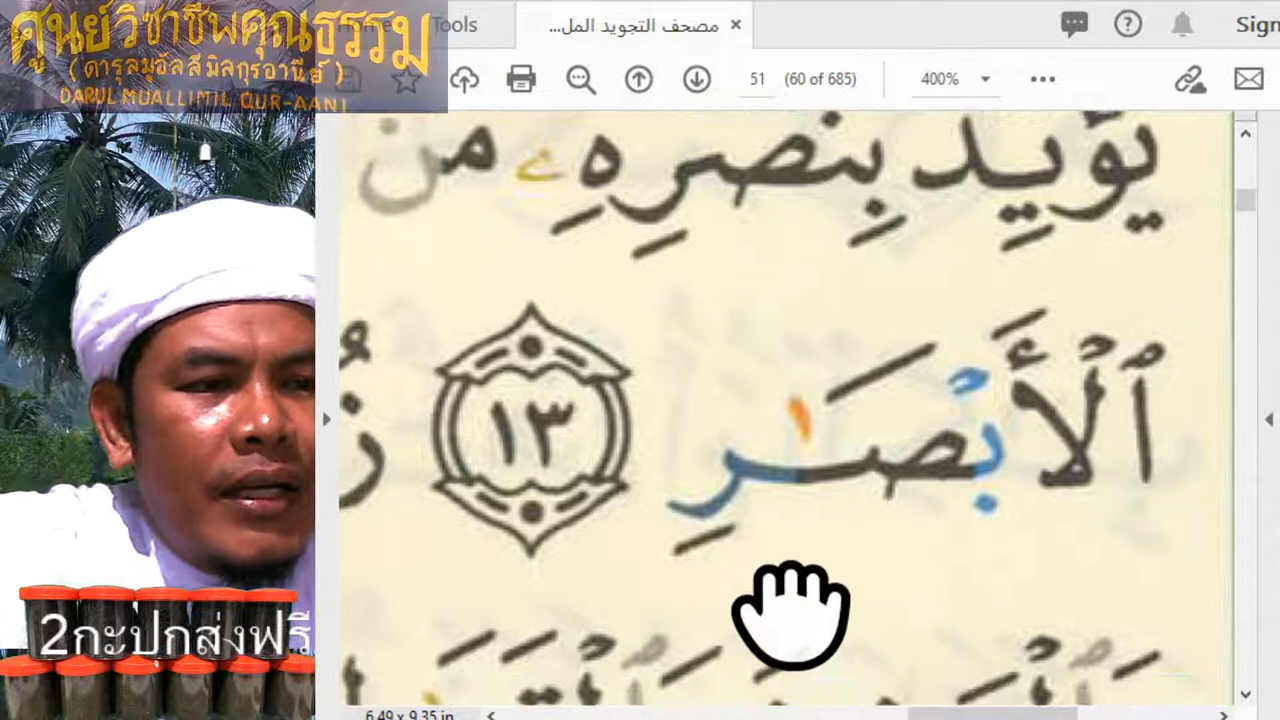 ศูนย์วิชาชีพคุณธรรม
(ดารุลมูอัลลีมิลกุรอานีย์)
DARUL MUALLIMIL QUR-AANI
Tools
مصحف التجويد المل...
Sign
51 (60 of 685)
400%
يُؤَيِّدُ بِنَصْرِهِۦ مَن
ٱلْأَبْصَـٰرِ ١٣
2กะปุกส่งฟรี
6.49 x 9.35 in